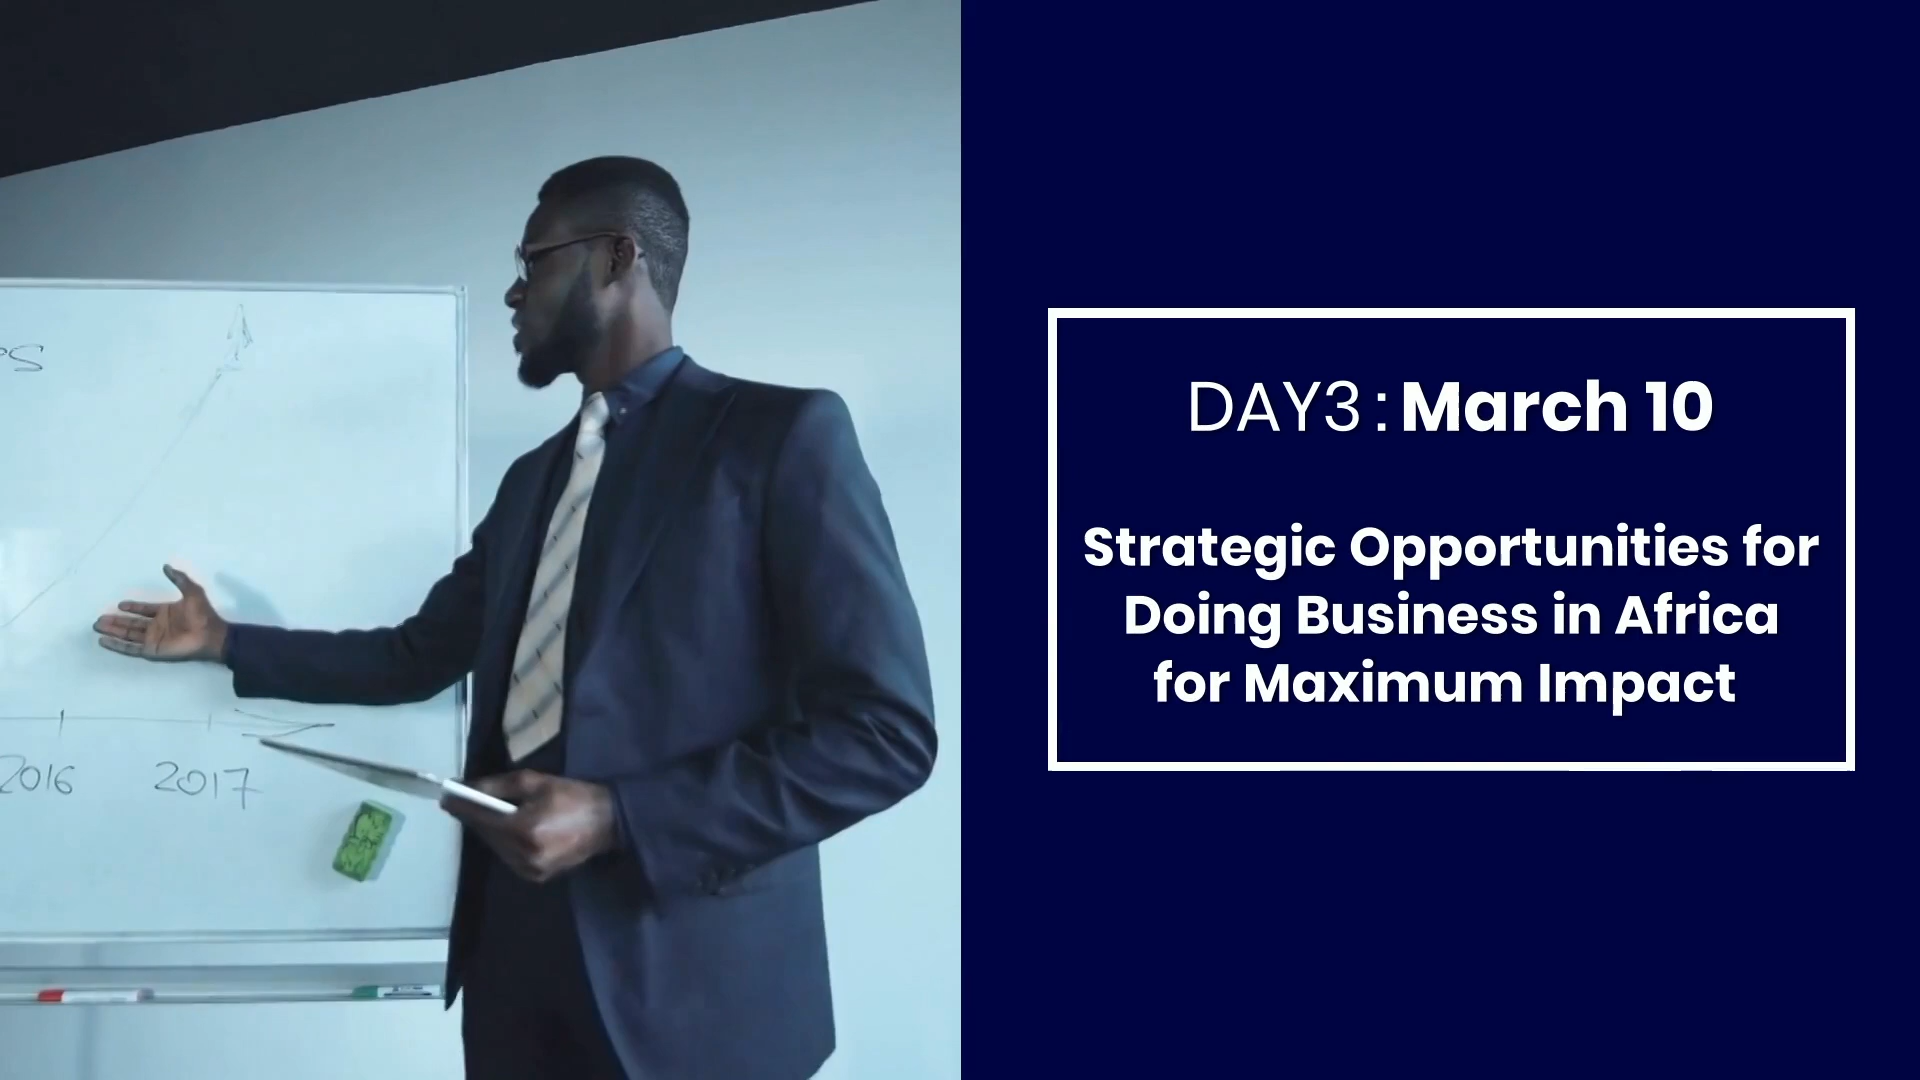 DAY3 : March 10
Strategic Opportunities for
Doing Business in Africa
for Maximum Impact
2016
2017